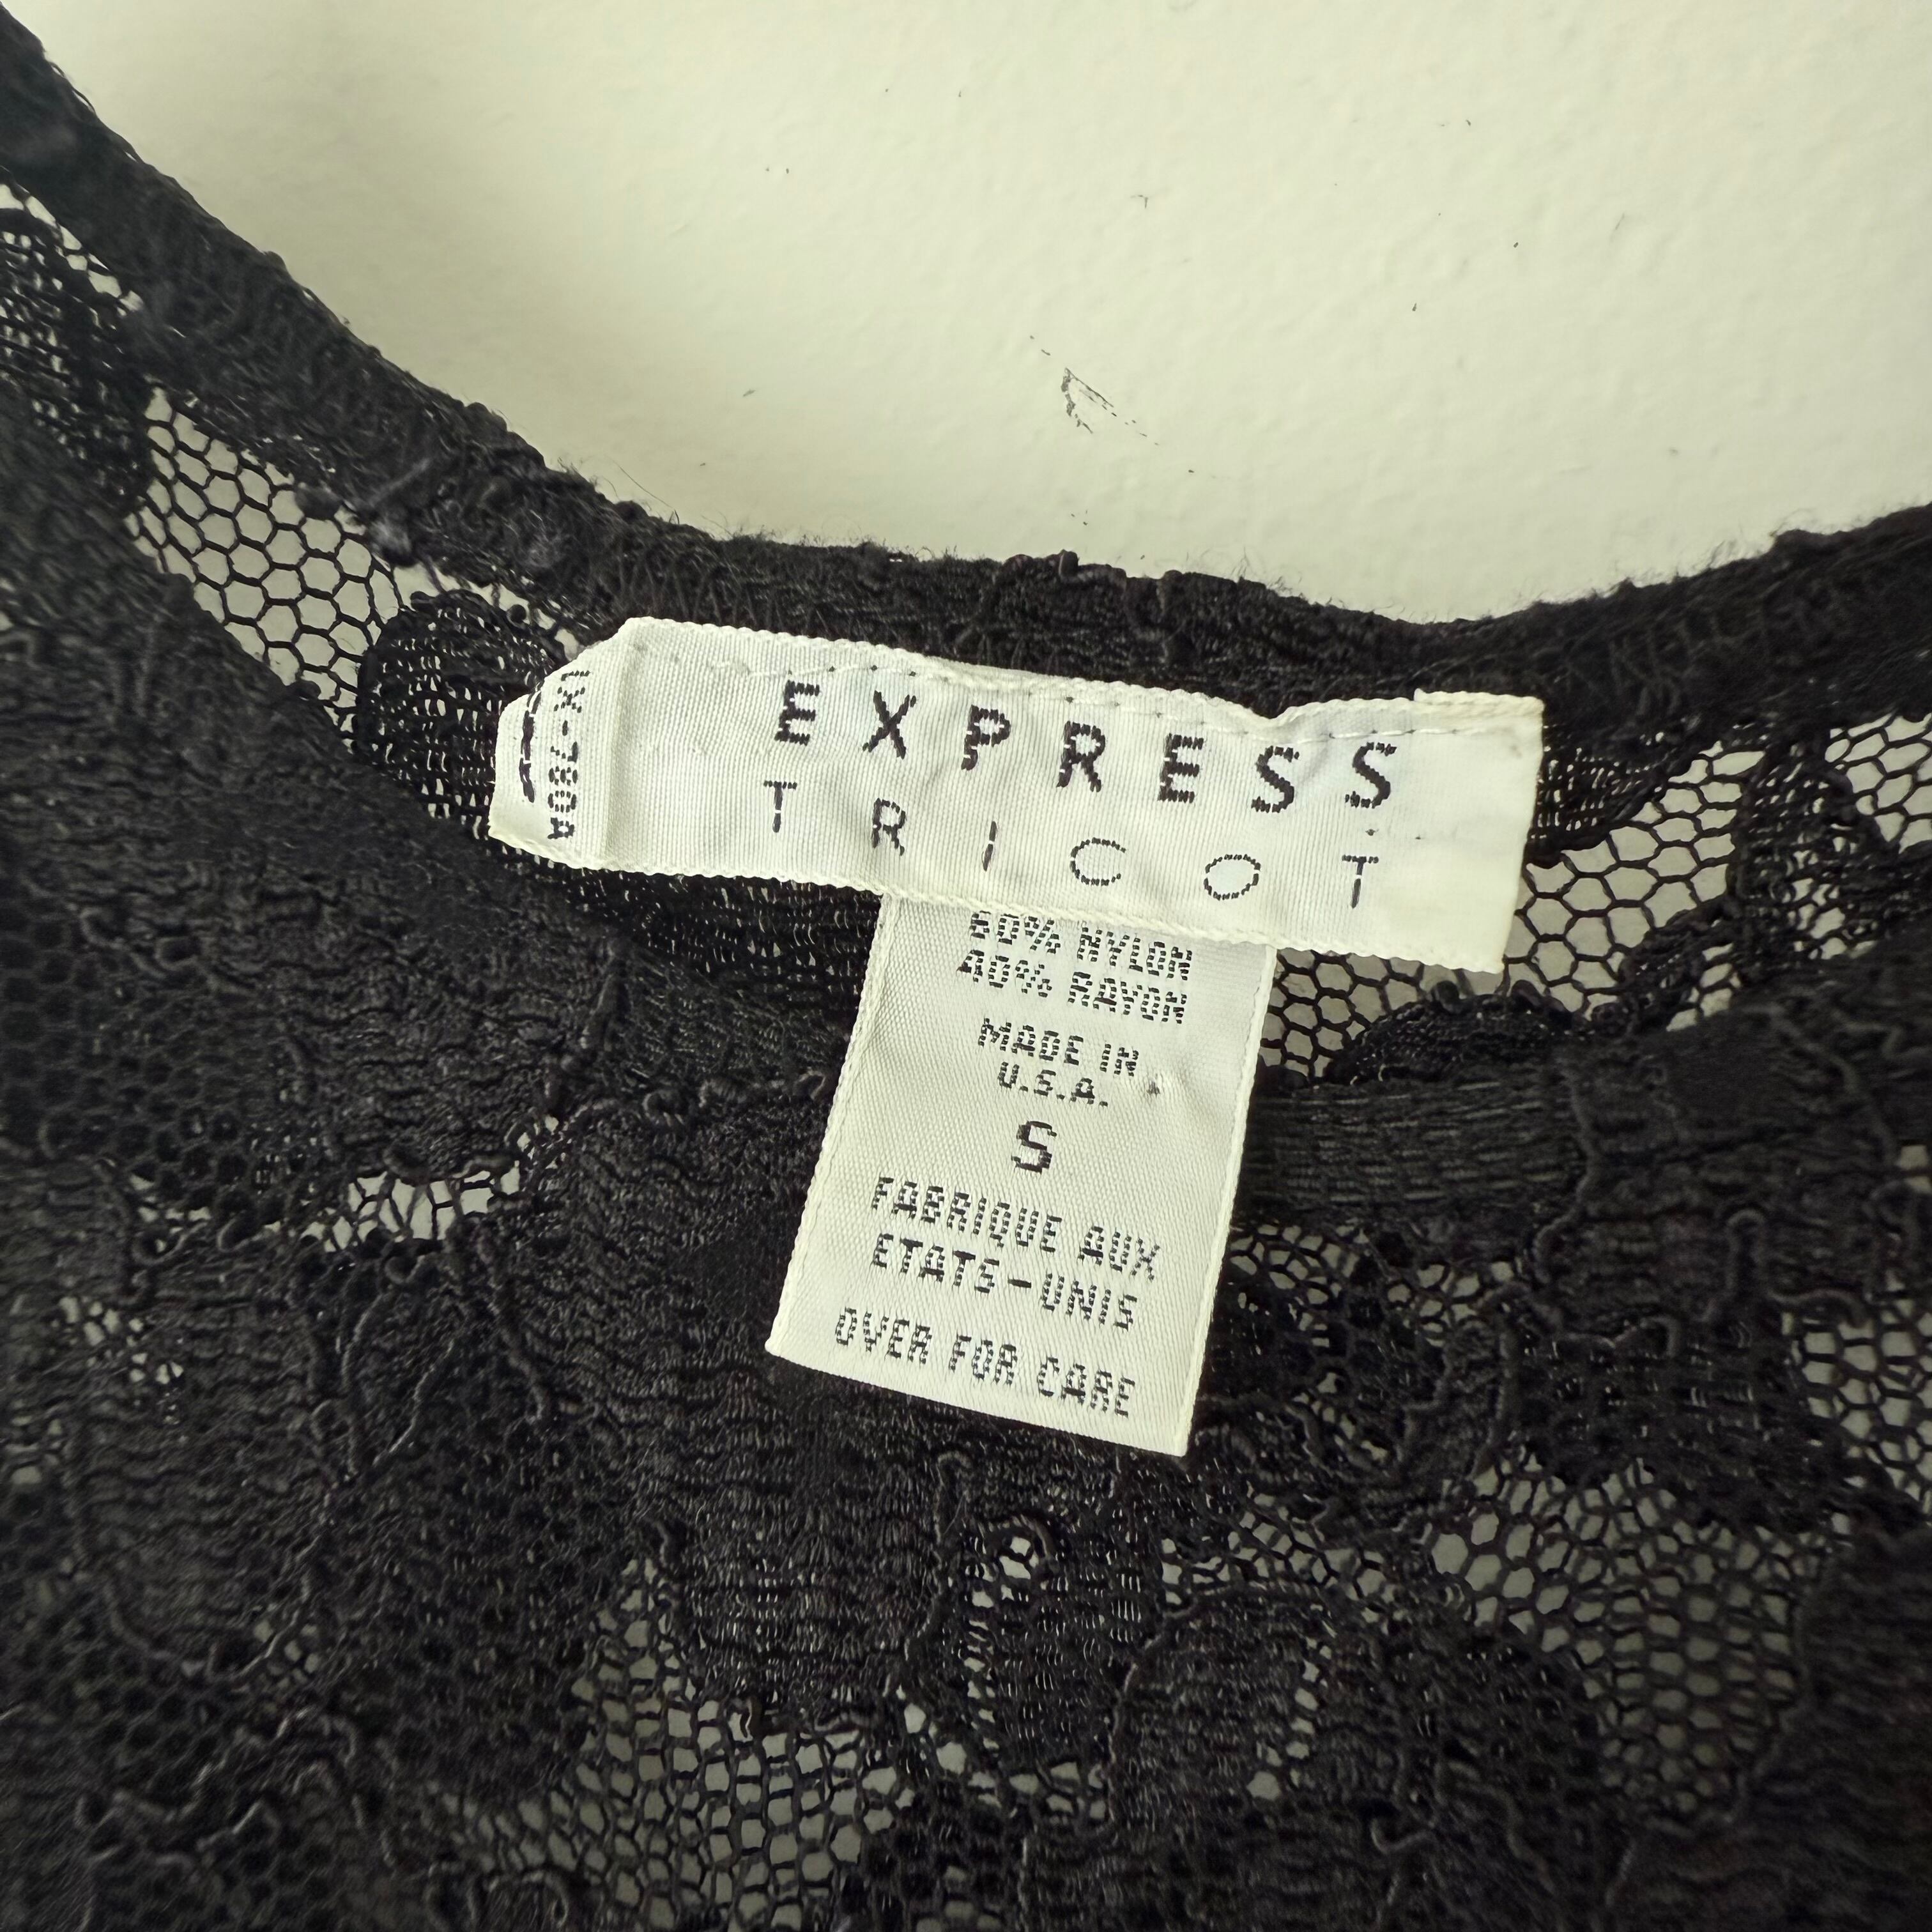 EXPRESS
TRICOT
60% NYLON
40% RAYON
MADE IN
U.S.A.
S
FABRIQUE AUX
ETATS-UNIS
OVER FOR CARE